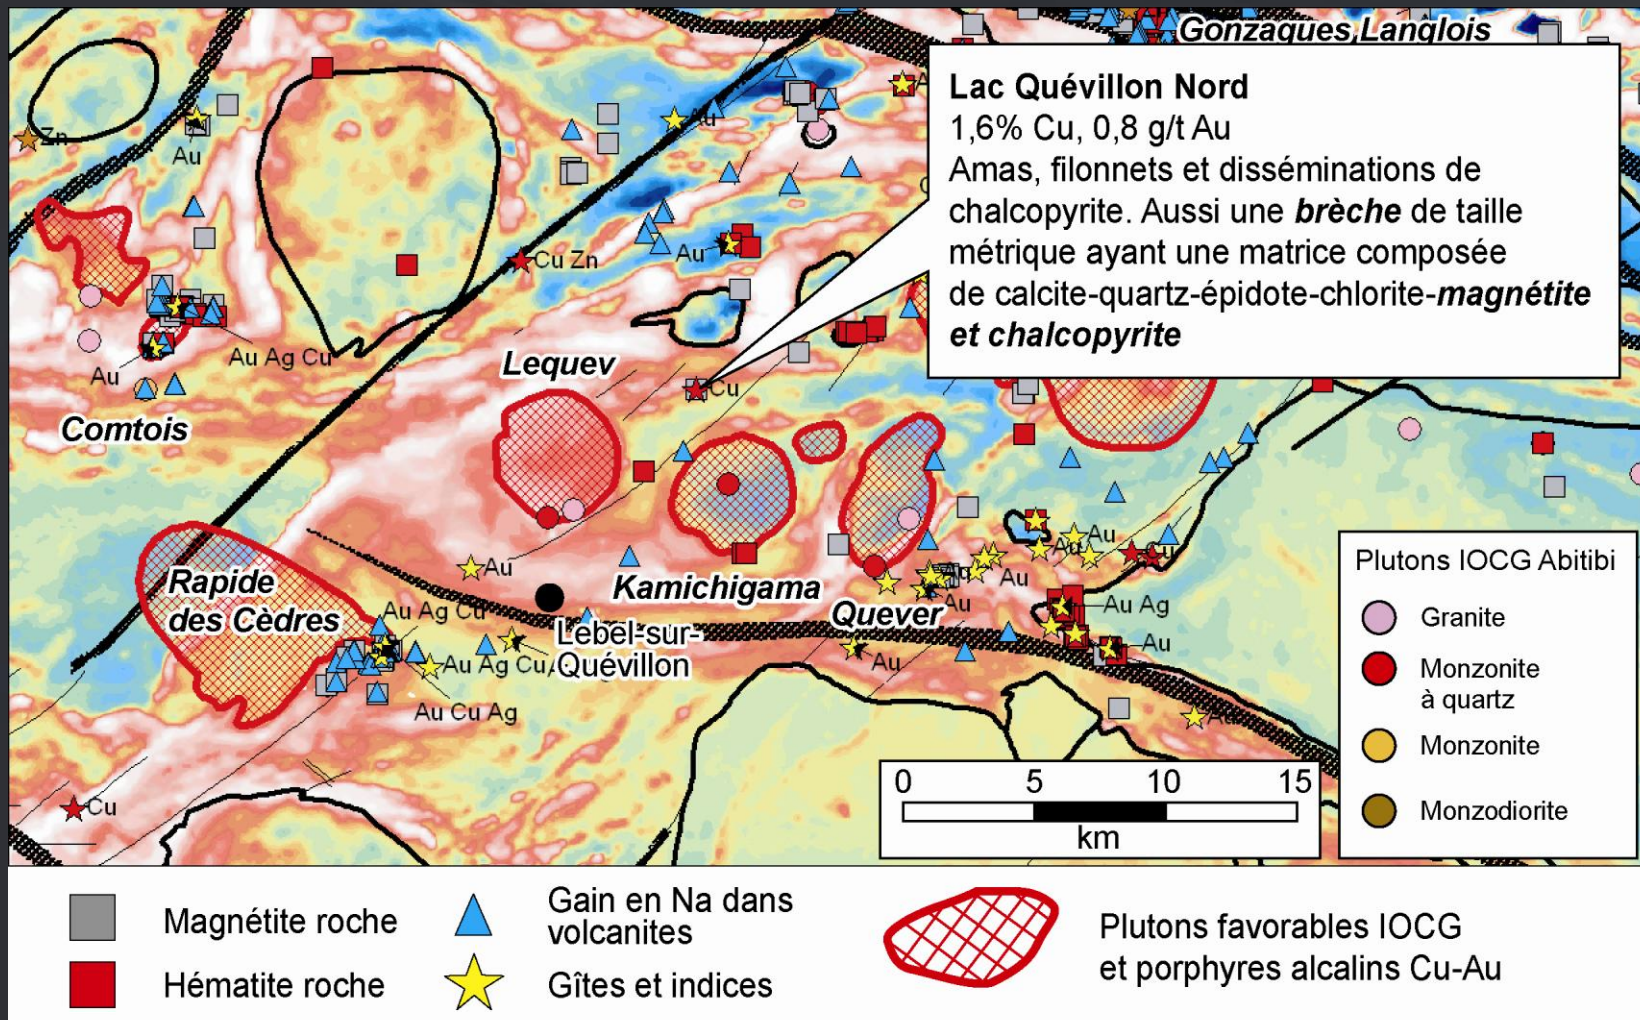 Gonzaques Langlois
Lac Quévillon Nord
1,6% Cu, 0,8 g/t Au
Amas, filonnets et disséminations de
chalcopyrite. Aussi une brèche de taille
métrique ayant une matrice composée
de calcite-quartz-épidote-chlorite-magnétite
et chalcopyrite
Zn
Au
Au
Au
Cu Zn
Au Ag Cu
Au
Lequev
Cu
Comtois
Rapide
des Cèdres
Au
Kamichigama
Quever
Au Ag Cu
Lebel-sur-
Quévillon
Au Ag Cu
Au Cu Ag
Au
Au
Au
Au
Au
Au
Cu
Au Ag
Au
Au
Cu
0 5 10 15
km
Plutons IOCG Abitibi
Granite
Monzonite
à quartz
Monzonite
Monzodiorite
Magnétite roche
Hématite roche
Gain en Na dans
volcanites
Gîtes et indices
Plutons favorables IOCG
et porphyres alcalins Cu-Au